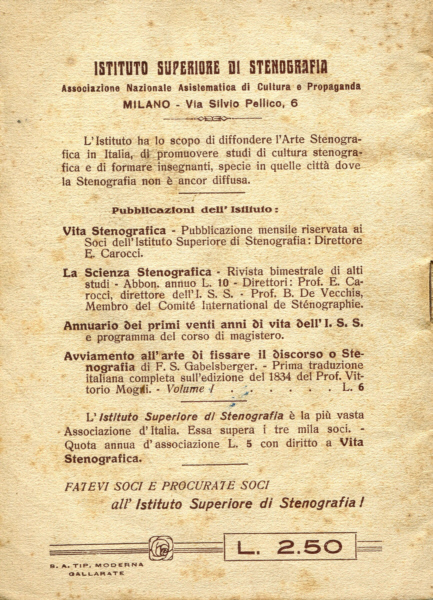 ISTITUTO SUPERIORE DI STENOGRAFIA
Associazione Nazionale Asistematica di Cultura e Propaganda
MILANO - Via Silvio Pellico, 6
L'Istituto ha lo scopo di diffondere l'Arte Stenogra-
fica in Italia, di promuovere studi di cultura stenogra-
fica e di formare insegnanti, specie in quelle città dove
la Stenografia non è ancor diffusa.
Pubblicazioni dell'Istituto:
Vita Stenografica - Pubblicazione mensile riservata ai
Soci dell'Istituto Superiore di Stenografia: Direttore
E. Carocci.
La Scienza Stenografica - Rivista bimestrale di alti
studi - Abbon. annuo L. 10 - Direttori: Prof. E. Ca-
rocci, direttore dell'I. S. S. - Prof. B. De Vecchis,
Membro del Comité International de Sténographie.
Annuario dei primi venti anni di vita dell'I. S. S.
e programma del corso di magistero.
Avviamento all'arte di fissare il discorso o Ste-
nografia di F. S. Gabelsberger. - Prima traduzione
italiana completa sull'edizione del 1834 del Prof. Vit-
torio - Volume I . . . . . . . L. 6
L'Istituto Superiore di Stenografia è la più vasta
Associazione d'Italia. Essa supera i tre mila soci. -
Quota annua d'associazione L. 5 con diritto a Vita
Stenografica.
FATEVI SOCI E PROCURATE SOCI
all'Istituto Superiore di Stenografia!
L. 2.50
S. A. TIP. MODERNA
GALLARATE